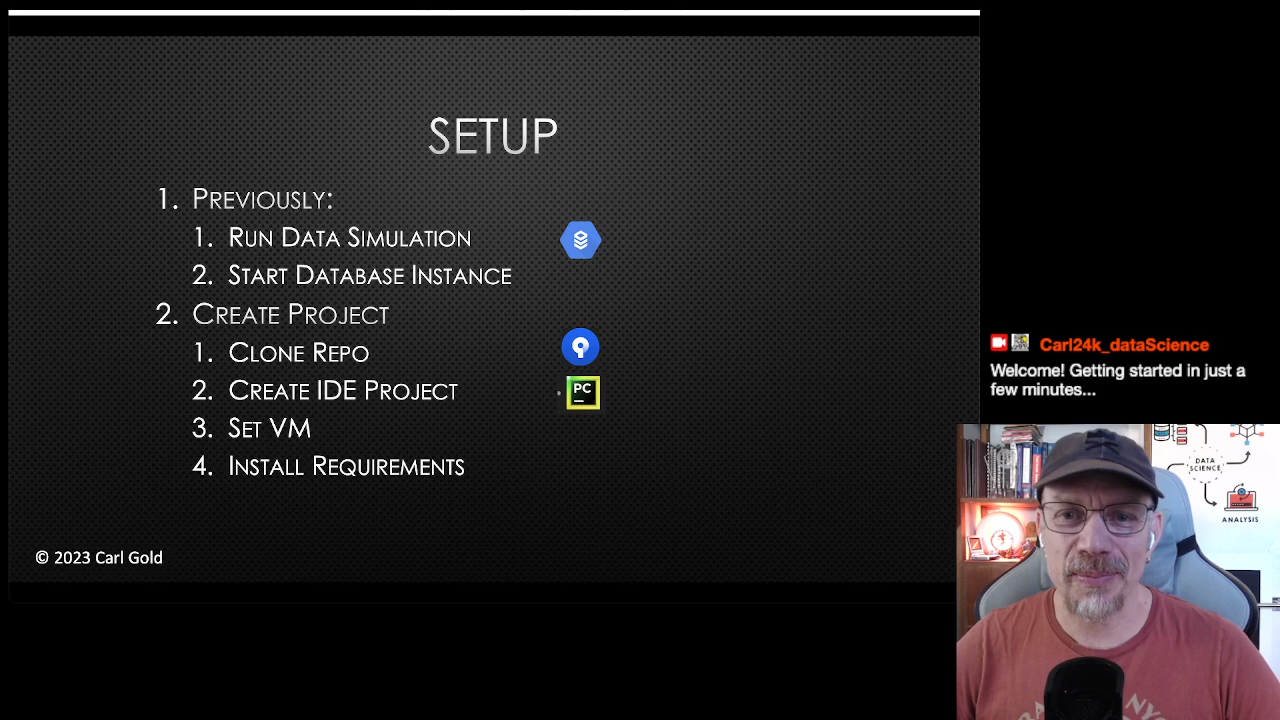 SETUP
1. PREVIOUSLY:
1. RUN DATA SIMULATION
2. START DATABASE INSTANCE
2. CREATE PROJECT
1. CLONE REPO
2. CREATE IDE PROJECT
PC
3. SET VM
4. INSTALL REQUIREMENTS
© 2023 Carl Gold
Carl24k_dataScience
Welcome! Getting started in just a
few minutes...
DATA
SCIENCE
ANALYSIS